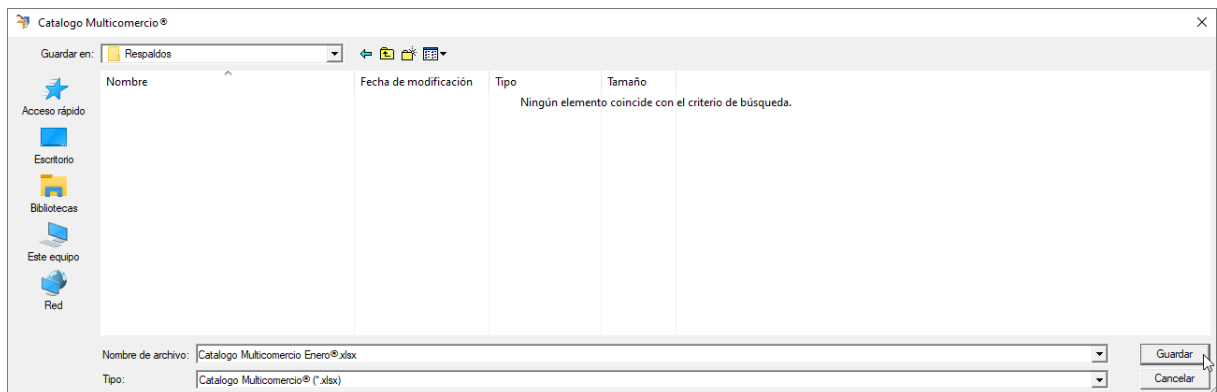 Catalogo Multicomercio®
Guardar en: Respaldos
Nombre Fecha de modificación Tipo Tamaño
Ningún elemento coincide con el criterio de búsqueda.
Acceso rápido
Escritorio
Bibliotecas
Este equipo
Red
Nombre de archivo: Catalogo Multicomercio Enero®.xlsx Guardar
Tipo: Catalogo Multicomercio® (*.xlsx) Cancelar